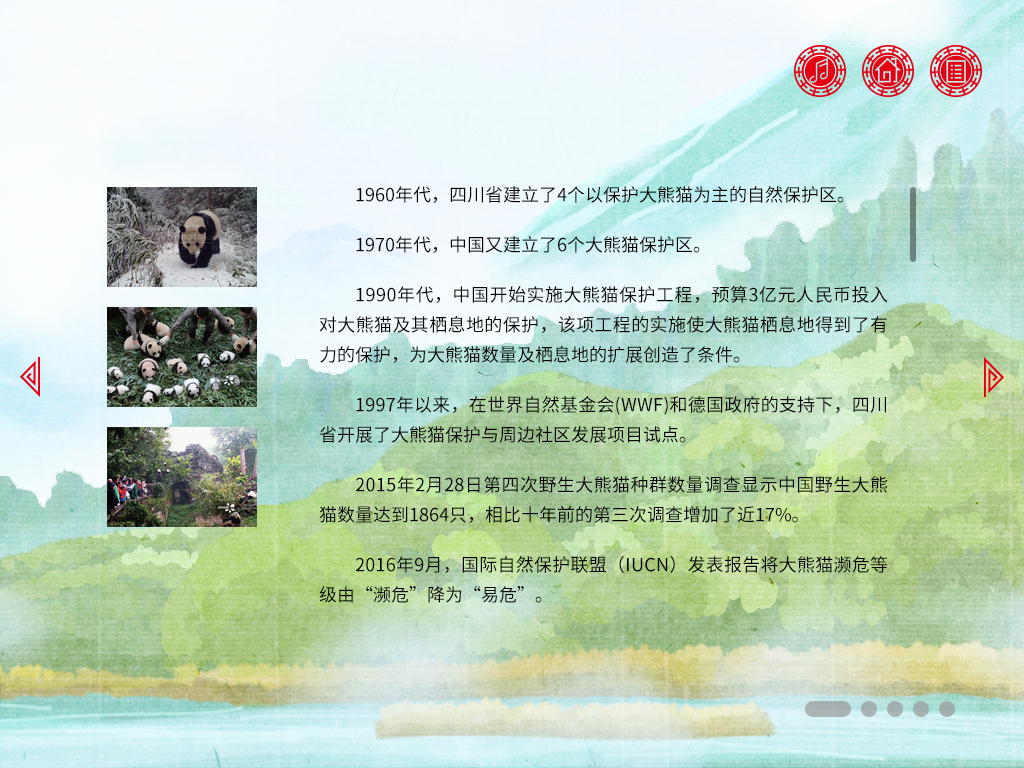 1960年代，四川省建立了4个以保护大熊猫为主的自然保护区。
1970年代，中国又建立了6个大熊猫保护区。
1990年代，中国开始实施大熊猫保护工程，预算3亿元人民币投入
对大熊猫及其栖息地的保护，该项工程的实施使大熊猫栖息地得到了有
力的保护，为大熊猫数量及栖息地的扩展创造了条件。
1997年以来，在世界自然基金会(WWF)和德国政府的支持下，四川
省开展了大熊猫保护与周边社区发展项目试点。
2015年2月28日第四次野生大熊猫种群数量调查显示中国野生大熊
猫数量达到1864只，相比十年前的第三次调查增加了近17%。
2016年9月，国际自然保护联盟（IUCN）发表报告将大熊猫濒危等
级由“濒危”降为“易危”。